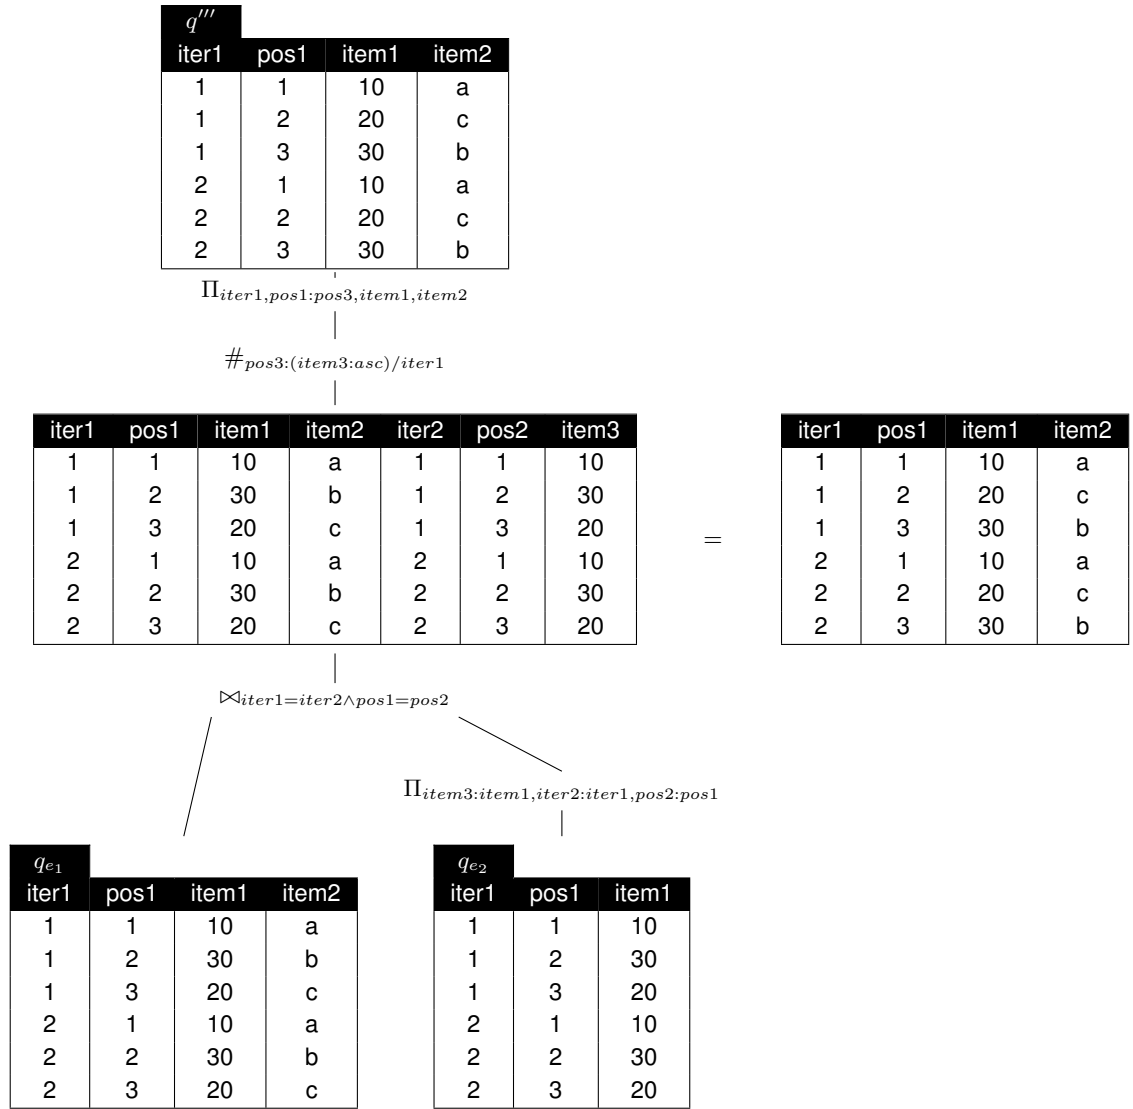 q′′′
iter1 pos1 item1 item2
1 1 10 a
1 2 20 c
1 3 30 b
2 1 10 a
2 2 20 c
2 3 30 b
Π_{iter1,pos1:pos3,item1,item2}
#_{pos3:(item3:asc)/iter1}
iter1 pos1 item1 item2 iter2 pos2 item3
1 1 10 a 1 1 10
1 2 30 b 1 2 30
1 3 20 c 1 3 20
2 1 10 a 2 1 10
2 2 30 b 2 2 30
2 3 20 c 2 3 20
=
iter1 pos1 item1 item2
1 1 10 a
1 2 20 c
1 3 30 b
2 1 10 a
2 2 20 c
2 3 30 b
⋈_{iter1=iter2∧pos1=pos2}
Π_{item3:item1,iter2:iter1,pos2:pos1}
q_{e_1}
iter1 pos1 item1 item2
1 1 10 a
1 2 30 b
1 3 20 c
2 1 10 a
2 2 30 b
2 3 20 c
q_{e_2}
iter1 pos1 item1
1 1 10
1 2 30
1 3 20
2 1 10
2 2 30
2 3 20